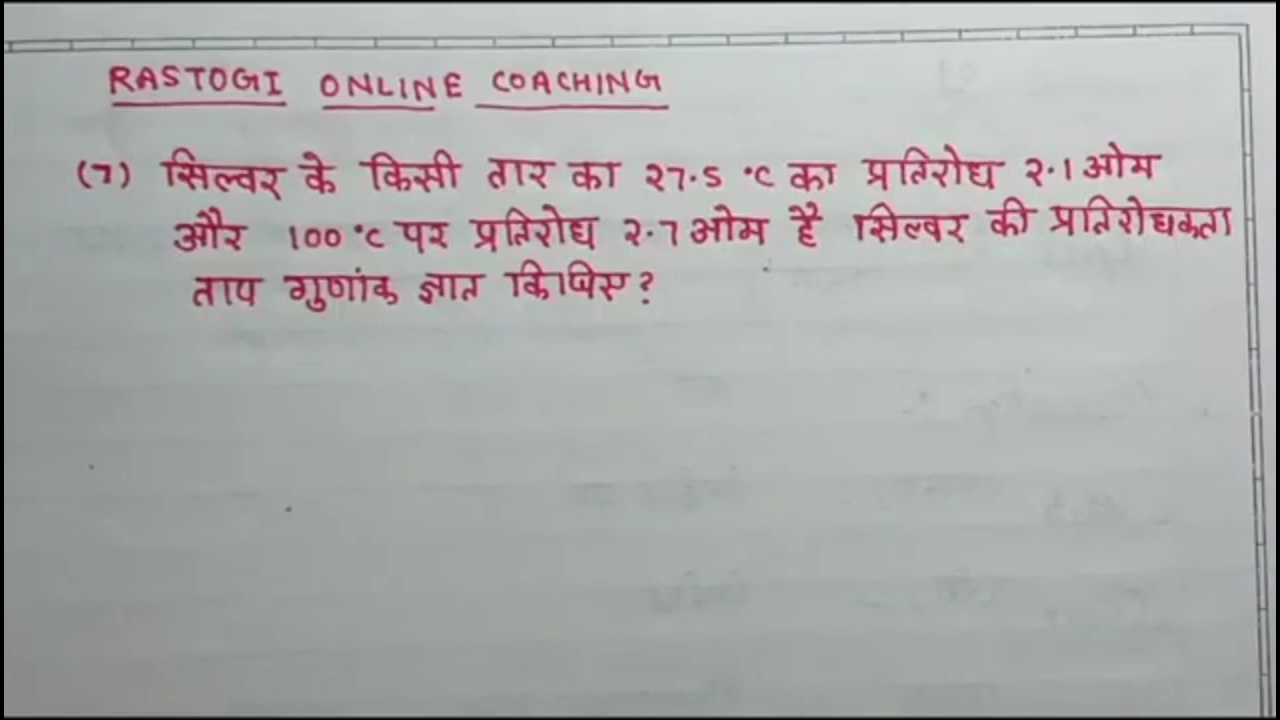 RASTOGI ONLINE COACHING
(7) सिल्वर के किसी तार का 27.5 °C का प्रतिरोध 2.1 ओम
और 100 °C पर प्रतिरोध 2.7 ओम है सिल्वर की प्रतिरोधकता
ताप गुणांक ज्ञात किजिए?